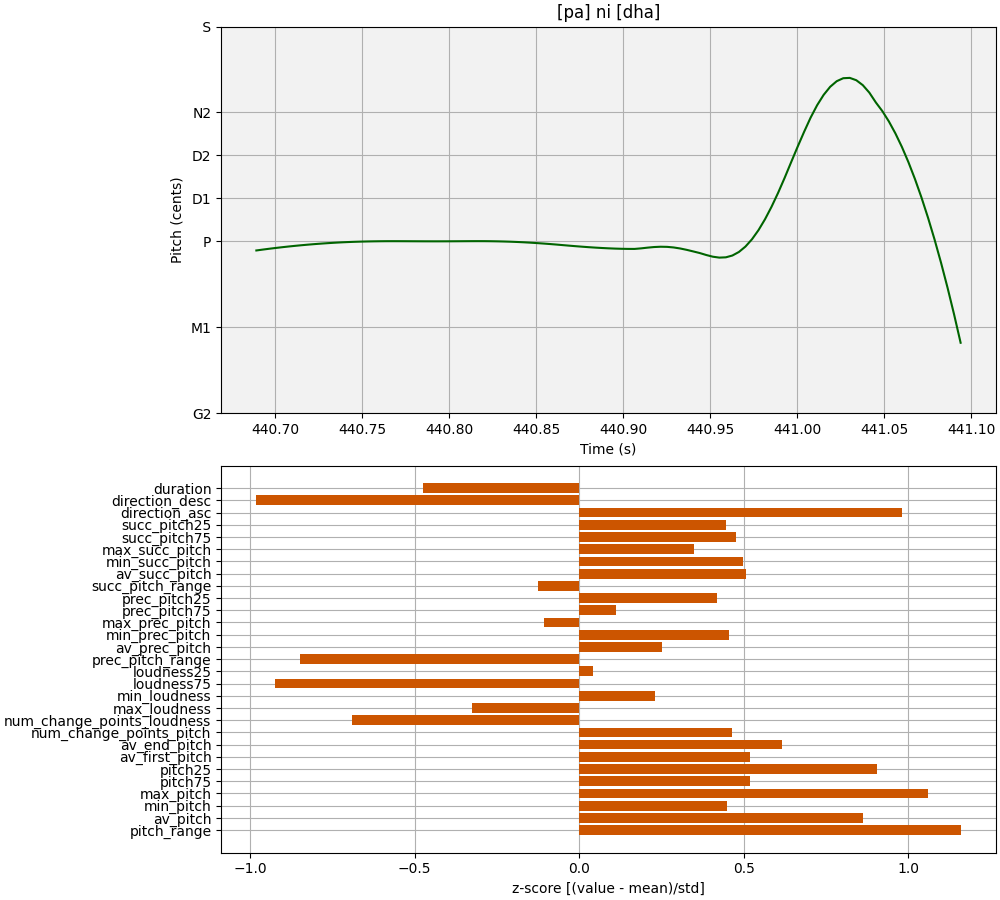 [pa] ni [dha]
S
N2
D2
D1
P
M1
G2
Pitch (cents)
440.70 440.75 440.80 440.85 440.90 440.95 441.00 441.05 441.10
Time (s)
duration
direction_desc
direction_asc
succ_pitch25
succ_pitch75
max_succ_pitch
min_succ_pitch
av_succ_pitch
succ_pitch_range
prec_pitch25
prec_pitch75
max_prec_pitch
min_prec_pitch
av_prec_pitch
prec_pitch_range
loudness25
loudness75
min_loudness
max_loudness
num_change_points_loudness
num_change_points_pitch
av_end_pitch
av_first_pitch
pitch25
pitch75
max_pitch
min_pitch
av_pitch
pitch_range
−1.0 −0.5 0.0 0.5 1.0
z-score [(value - mean)/std]